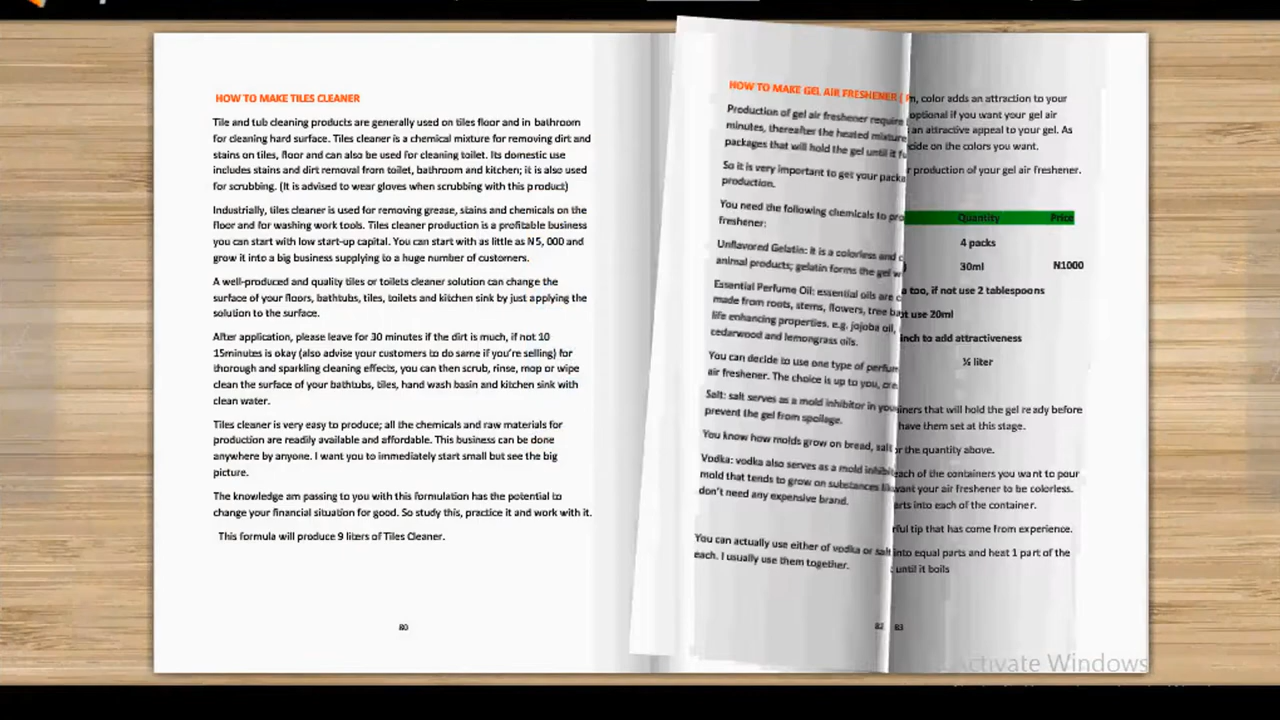 HOW TO MAKE TILES CLEANER
Tile and tub cleaning products are generally used on tiles floor and in bathroom
for cleaning hard surface. Tiles cleaner is a chemical mixture for removing dirt and
stains on tiles, floor and can also be used for cleaning toilet. Its domestic use
includes stains and dirt removal from toilet, bathroom and kitchen; it is also used
for scrubbing. (It is advised to wear gloves when scrubbing with this product)
Industrially, tiles cleaner is used for removing grease, stains and chemicals on the
floor and for washing work tools. Tiles cleaner production is a profitable business
you can start with low start-up capital. You can start with as little as N5, 000 and
grow it into a big business supplying to a huge number of customers.
A well-produced and quality tiles or toilets cleaner solution can change the
surface of your floors, bathtubs, tiles, toilets and kitchen sink by just applying the
solution to the surface.
After application, please leave for 30 minutes if the dirt is much, if not 10
15minutes is okay (also advise your customers to do same if you're selling) for
thorough and sparkling cleaning effects, you can then scrub, rinse, mop or wipe
clean the surface of your bathtubs, tiles, hand wash basin and kitchen sink with
clean water.
Tiles cleaner is very easy to produce; all the chemicals and raw materials for
production are readily available and affordable. This business can be done
anywhere by anyone. I want you to immediately start small but see the big
picture.
The knowledge am passing to you with this formulation has the potential to
change your financial situation for good. So study this, practice it and work with it.
This formula will produce 9 liters of Tiles Cleaner.
80
HOW TO MAKE GEL AIR FRESHENER (
Production of gel air freshener require
minutes, thereafter the heated mixture
packages that will hold the gel until it
So it is very important to get your
production.
You need the following chemicals to
freshener:
Unflavored Gelatin: it is a colorless and
animal products; gelatin forms the gel
Essential Perfume Oil: essential oils are
made from roots, stems, flowers, tree
life enhancing properties. e.g. jojoba oil,
cedarwood and lemongrass oils.
You can decide to use one type of
air freshener. The choice is up to you,
Salt: salt serves as a mold inhibitor in
prevent the gel from spoilage.
You know how molds grow on bread, salt
Vodka: vodka also serves as a mold
mold that tends to grow on substances
don't need any expensive brand.
You can actually use either of vodka or salt
each. I usually use them together.
82
color adds an attraction to your
optional if you want your gel air
an attractive appeal to your gel. As
on the colors you want.
production of your gel air freshener.
Quantity Price
4 packs
30ml N1000
too, if not use 2 tablespoons
use 20ml
to add attractiveness
½ liter
that will hold the gel ready before
have them set at this stage.
the quantity above.
each of the containers you want to pour
want your air freshener to be colorless.
into each of the container.
tip that has come from experience.
into equal parts and heat 1 part of the
until it boils
83
Activate Windows